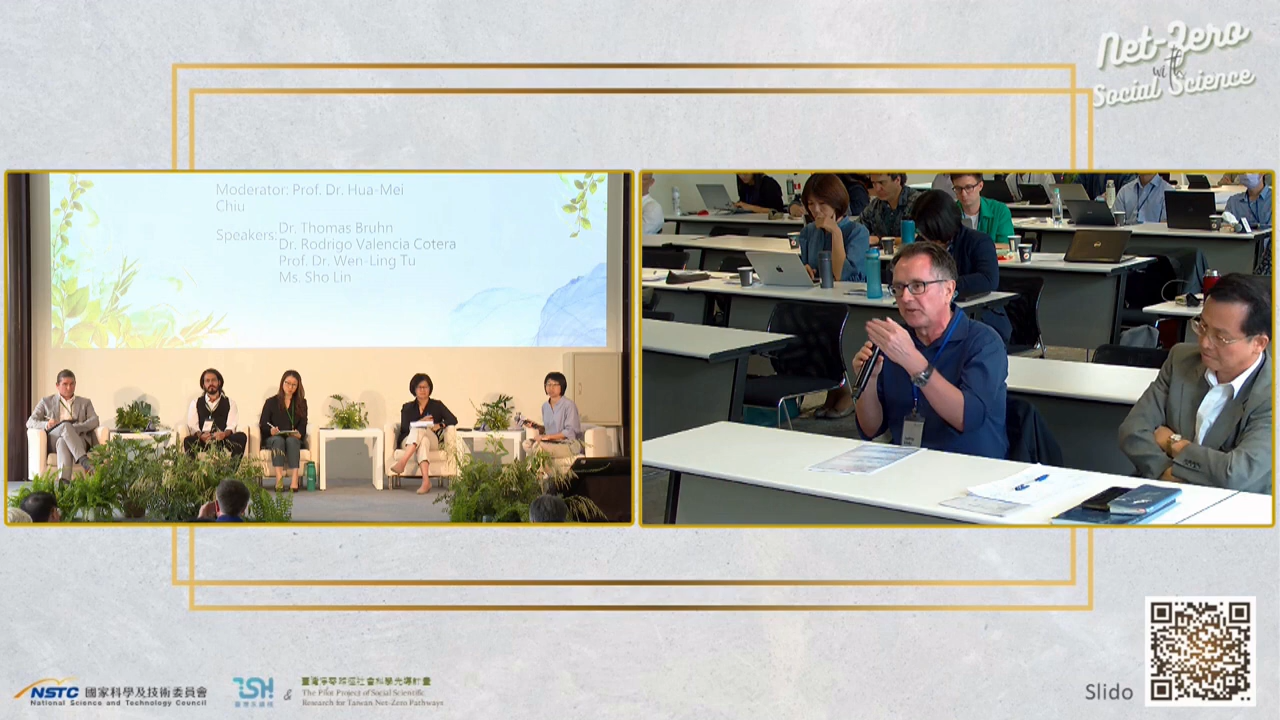 Net-Zero
with
Social Science
Moderator: Prof. Dr. Hua-Mei
Chiu
Speakers: Dr. Thomas Bruhn
Dr. Rodrigo Valencia Cotera
Prof. Dr. Wen-Ling Tu
Ms. Sho Lin
Slido
NSTC 國家科學及技術委員會
National Science and Technology Council
TSH
&
臺灣淨零路徑社會科學先導計畫
The Pilot Project of Social Scientific
Research for Taiwan Net-Zero Pathways